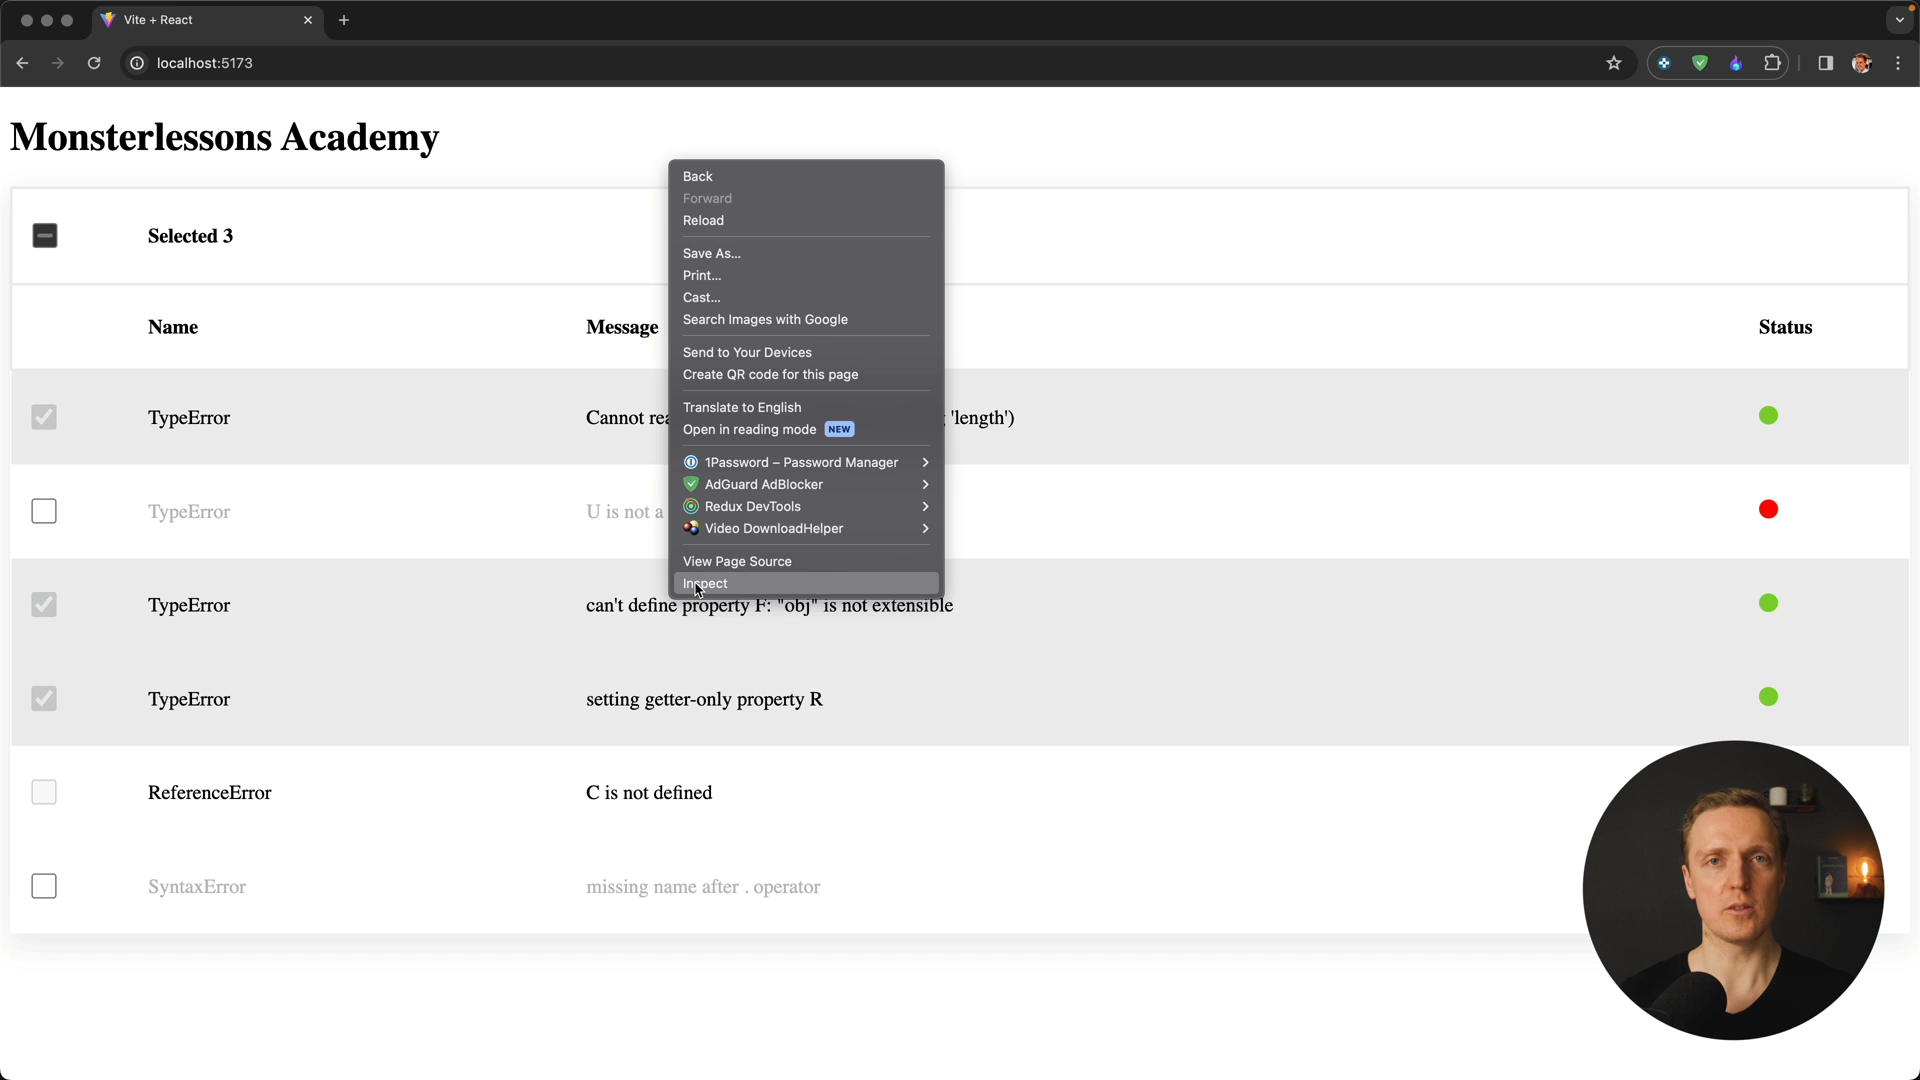 Vite + React
localhost:5173
Monsterlessons Academy
Selected 3
Name Message Status
TypeError Cannot rea 'length')
TypeError U is not a
TypeError can't define property F: "obj" is not extensible
TypeError setting getter-only property R
ReferenceError C is not defined
SyntaxError missing name after . operator
Back
Forward
Reload
Save As...
Print...
Cast...
Search Images with Google
Send to Your Devices
Create QR code for this page
Translate to English
Open in reading mode NEW
1Password – Password Manager
AdGuard AdBlocker
Redux DevTools
Video DownloadHelper
View Page Source
Inspect